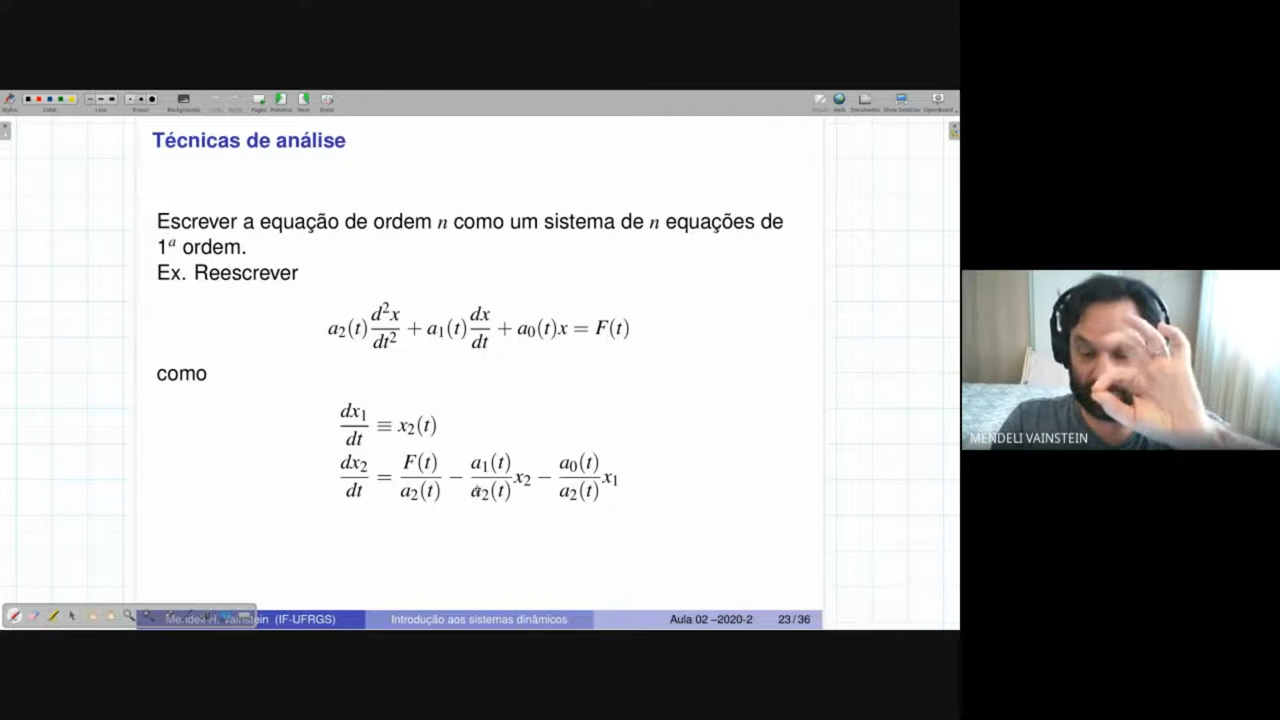 Técnicas de análise
Escrever a equação de ordem n como um sistema de n equações de
1ª ordem.
Ex. Reescrever
a₂(t) d²x/dt² + a₁(t) dx/dt + a₀(t)x = F(t)
como
dx₁/dt ≡ x₂(t)
dx₂/dt = F(t)/a₂(t) − a₁(t)/a₂(t) x₂ − a₀(t)/a₂(t) x₁
MENDELI VAINSTEIN
Mendeli H. Vainstein (IF-UFRGS) Introdução aos sistemas dinâmicos Aula 02 –2020-2 23 / 36